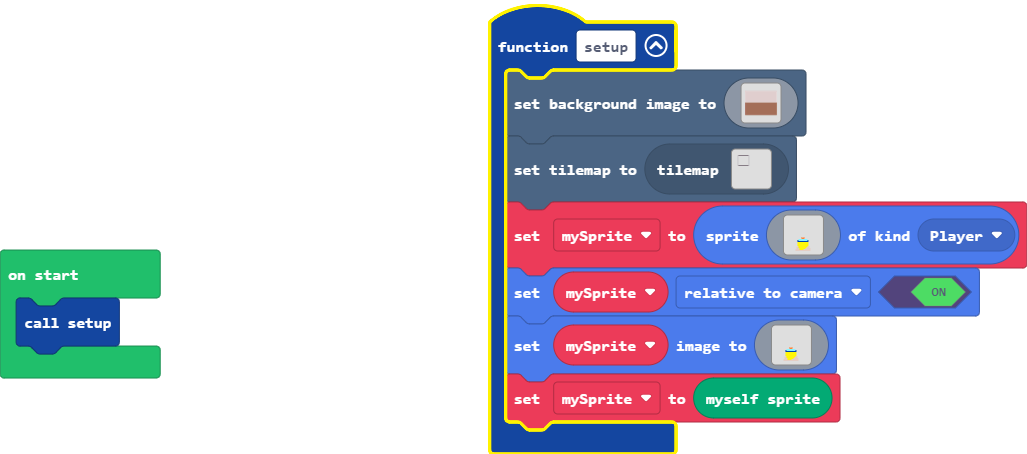 function setup
set background image to
set tilemap to tilemap
set mySprite to sprite of kind Player
set mySprite relative to camera ON
set mySprite image to
set mySprite to myself sprite
on start
call setup